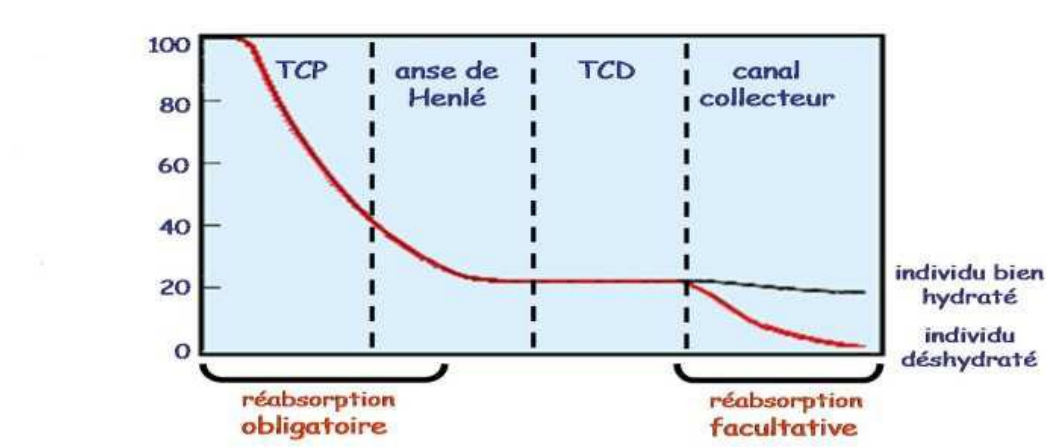 100
80
60
40
20
0
TCP
anse de
Henlé
TCD
canal
collecteur
individu bien
hydraté
individu
déshydraté
réabsorption
obligatoire
réabsorption
facultative